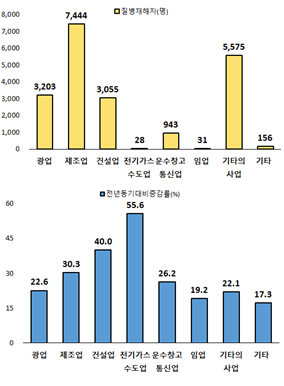 질병재해자(명)
8,000
7,000
6,000
5,000
4,000
3,000
2,000
1,000
0
3,203
7,444
3,055
28
943
31
5,575
156
광업
제조업
건설업
전기가스
수도업
운수창고
통신업
임업
기타의
사업
기타
전년동기대비증감률(%)
60
45
30
15
0
22.6
30.3
40.0
55.6
26.2
19.2
22.1
17.3
광업
제조업
건설업
전기가스
수도업
운수창고
통신업
임업
기타의
사업
기타